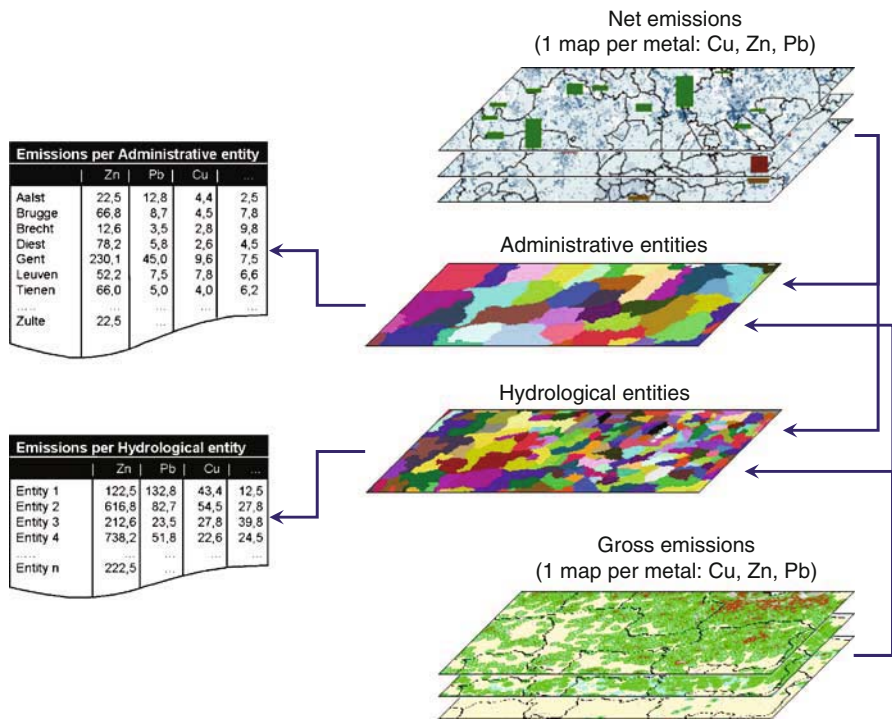 Net emissions
(1 map per metal: Cu, Zn, Pb)
Emissions per Administrative entity
| Zn | Pb | Cu | ...
Aalst 22,5 12,8 4,4 2,5
Brugge 66,8 8,7 4,5 7,8
Brecht 12,6 3,5 2,8 9,8
Diest 78,2 5,8 2,6 4,5
Gent 230,1 45,0 9,6 7,5
Leuven 52,2 7,5 7,8 6,6
Tienen 66,0 5,0 4,0 6,2
..... ... ... ... ...
Zulte 22,5 ...
Administrative entities
Hydrological entities
Emissions per Hydrological entity
| Zn | Pb | Cu | ...
Entity 1 122,5 132,8 43,4 12,5
Entity 2 616,8 82,7 54,5 27,8
Entity 3 212,6 23,5 27,8 39,8
Entity 4 738,2 51,8 22,6 24,5
..... ... ... ... ...
Entity n 222,5
Gross emissions
(1 map per metal: Cu, Zn, Pb)